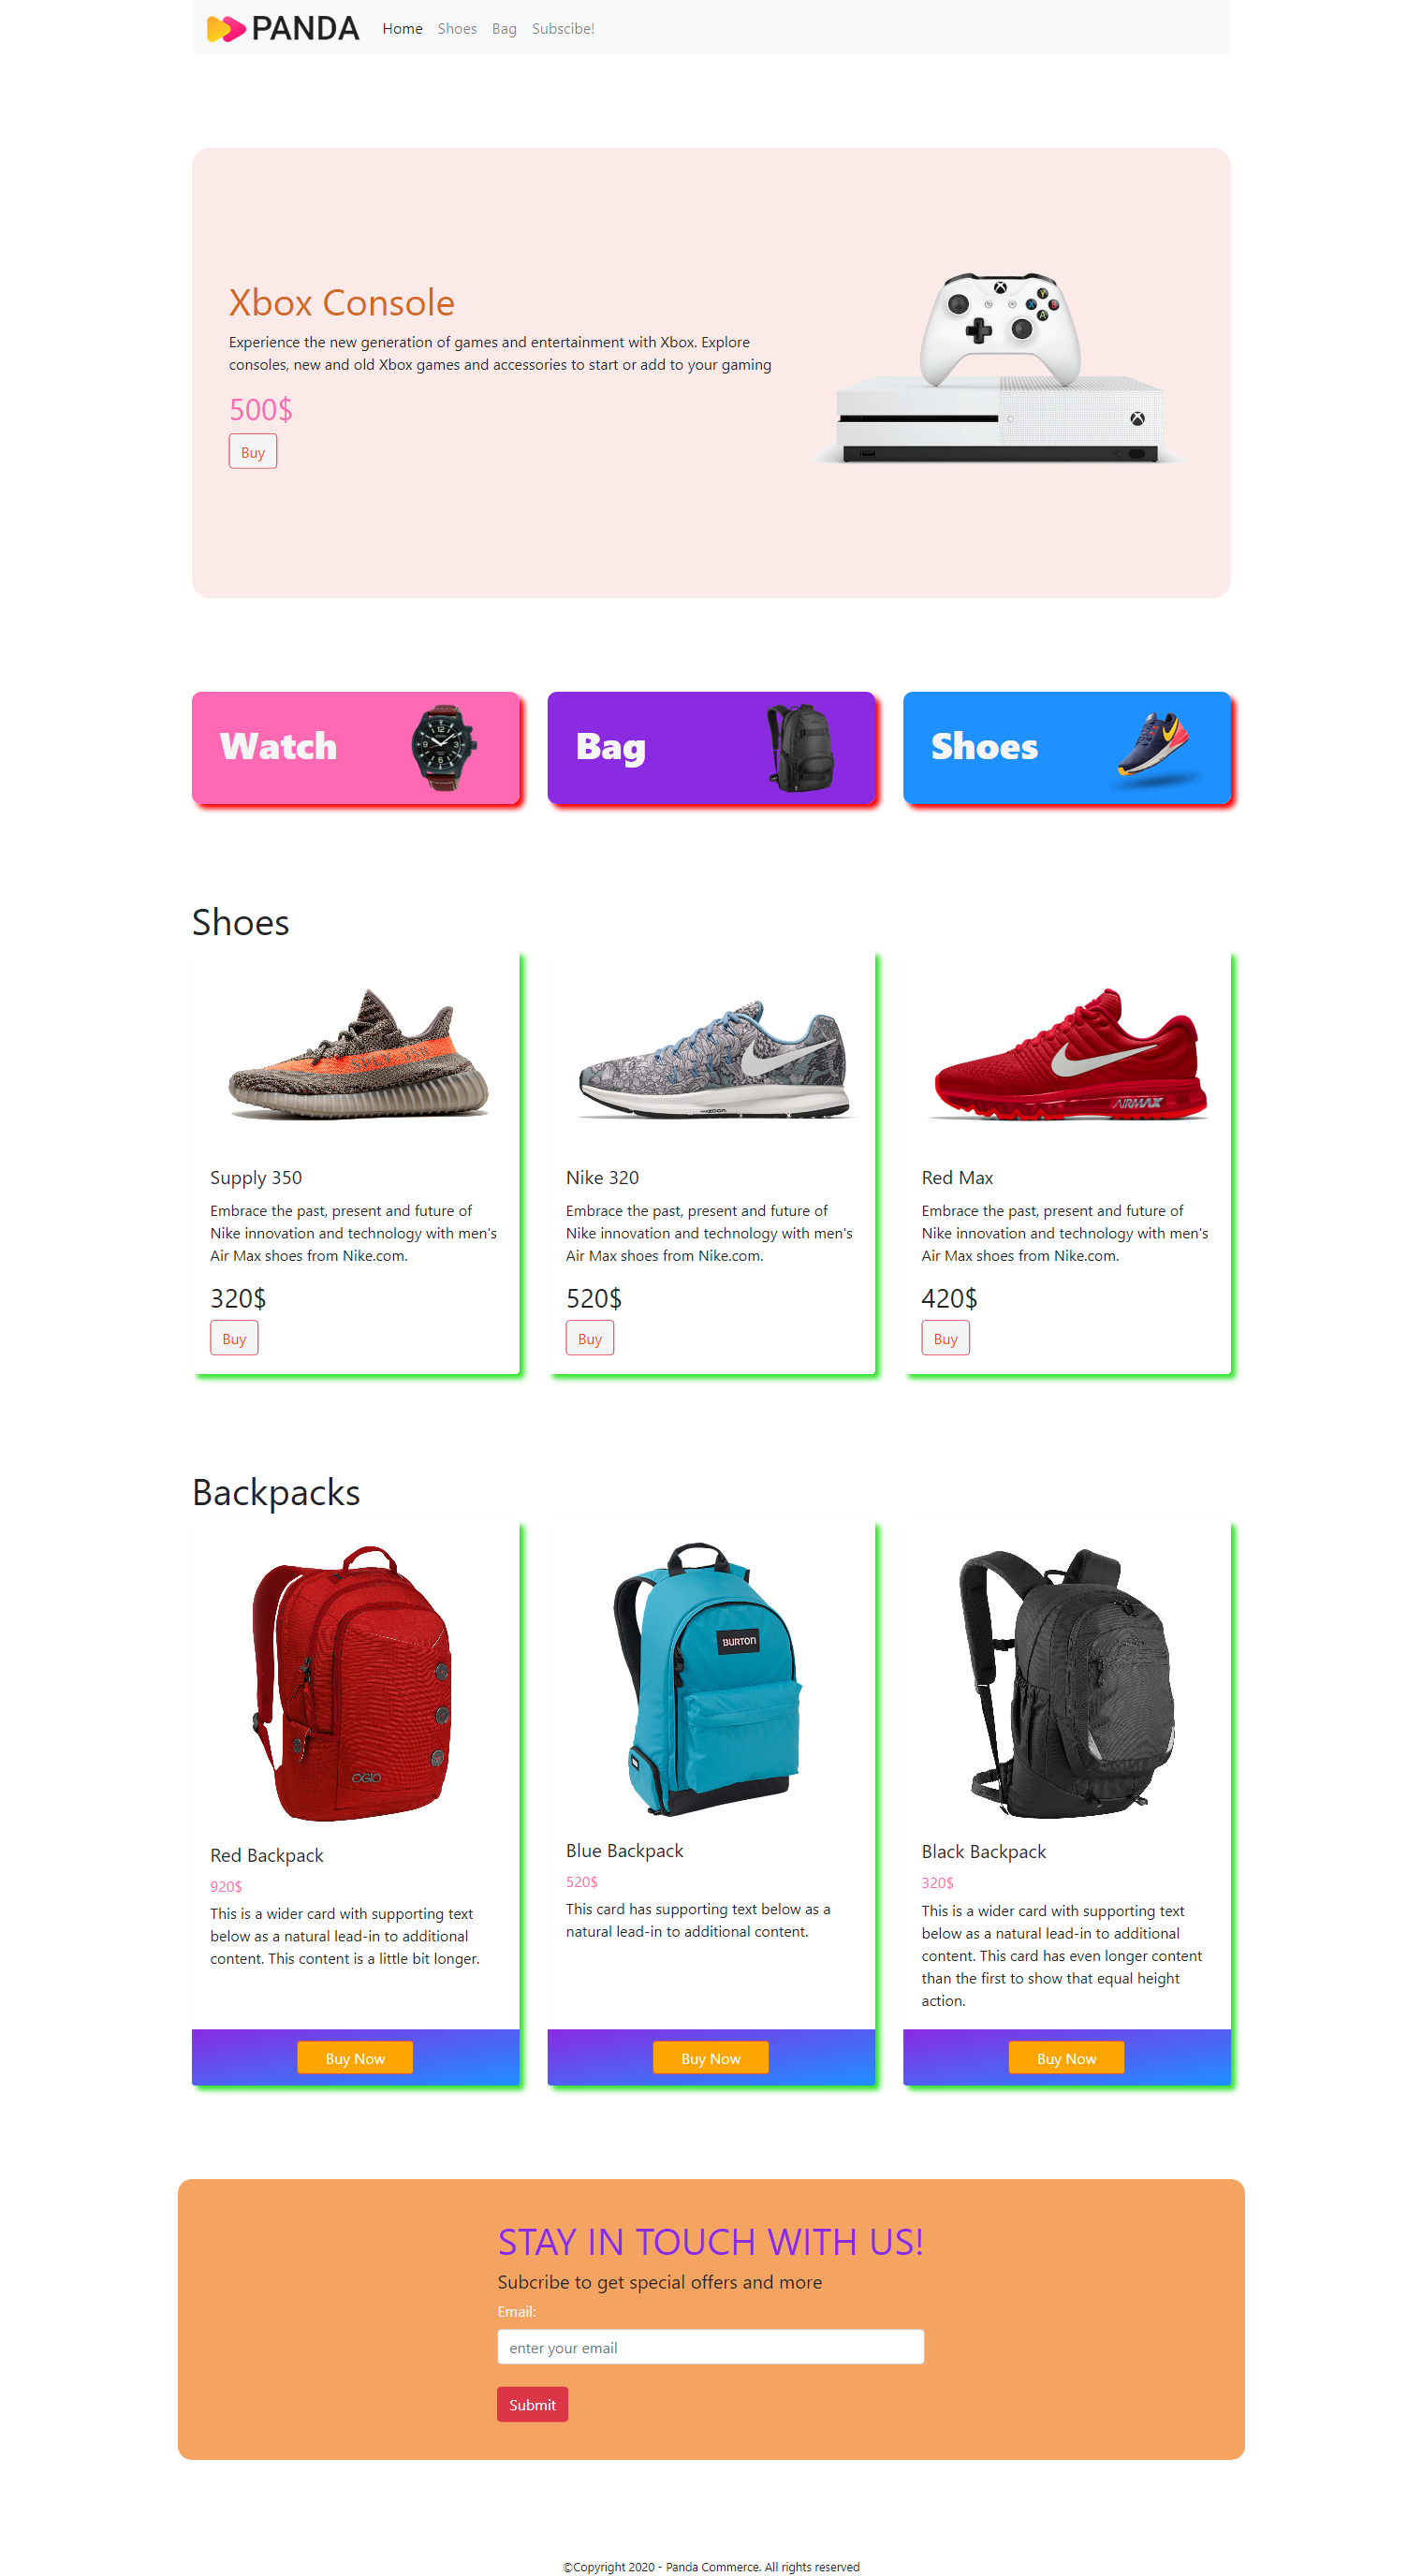 PANDA
Home Shoes Bag Subscibe!
Xbox Console
Experience the new generation of games and entertainment with Xbox. Explore
consoles, new and old Xbox games and accessories to start or add to your gaming
500$
Buy
Y
X B
A
Watch
Bag
Shoes
Shoes
SPLY-350
AIRMAX
Supply 350
Embrace the past, present and future of
Nike innovation and technology with men's
Air Max shoes from Nike.com.
320$
Buy
Nike 320
Embrace the past, present and future of
Nike innovation and technology with men's
Air Max shoes from Nike.com.
520$
Buy
Red Max
Embrace the past, present and future of
Nike innovation and technology with men's
Air Max shoes from Nike.com.
420$
Buy
Backpacks
OGIO
BURTON
Red Backpack
920$
This is a wider card with supporting text
below as a natural lead-in to additional
content. This content is a little bit longer.
Buy Now
Blue Backpack
520$
This card has supporting text below as a
natural lead-in to additional content.
Buy Now
Black Backpack
320$
This is a wider card with supporting text
below as a natural lead-in to additional
content. This card has even longer content
than the first to show that equal height
action.
Buy Now
STAY IN TOUCH WITH US!
Subcribe to get special offers and more
Email:
enter your email
Submit
©Copyright 2020 - Panda Commerce. All rights reserved